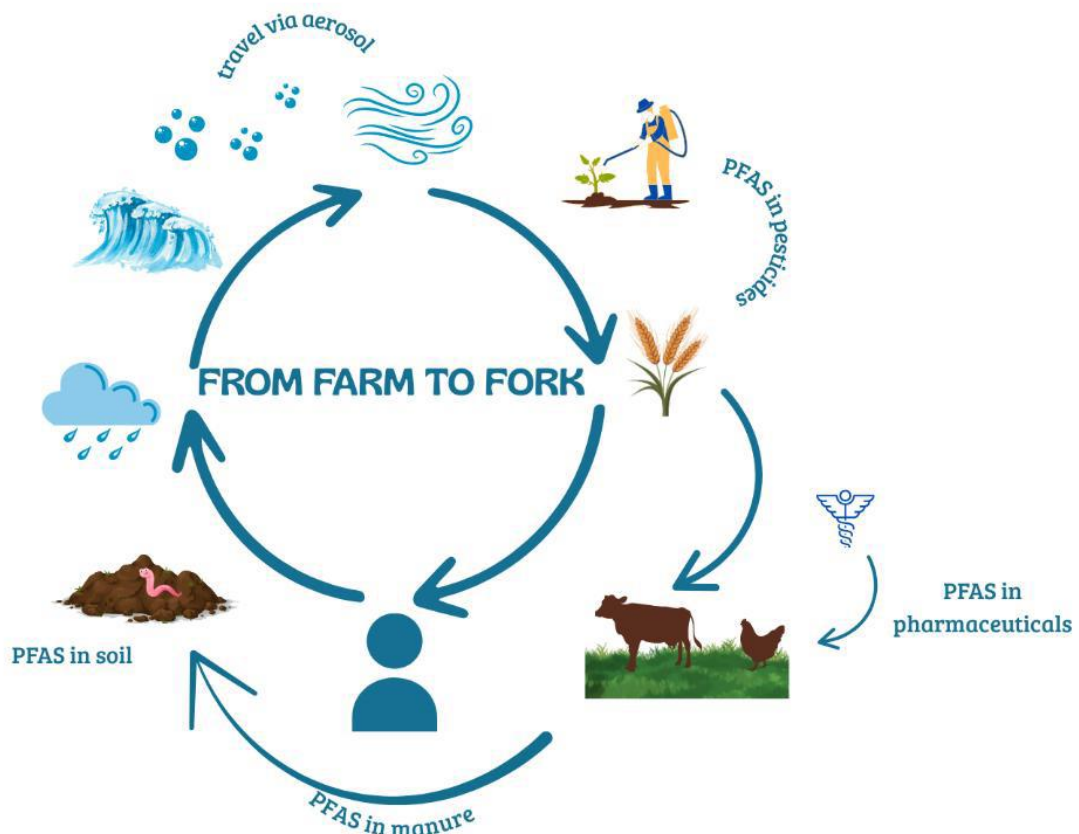 travel via aerosol
PFAS in pesticides
FROM FARM TO FORK
PFAS in
pharmaceuticals
PFAS in soil
PFAS in manure